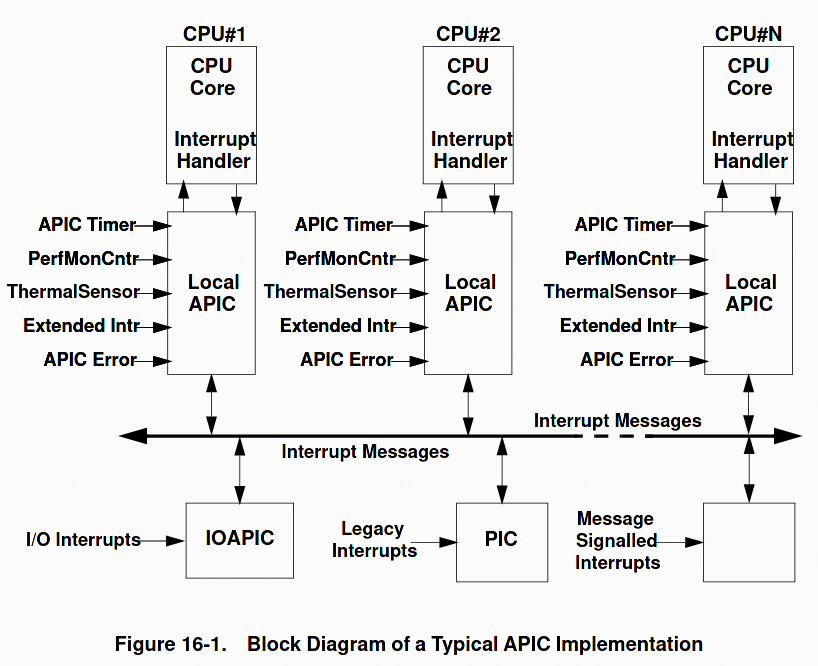 CPU#1
CPU#2
CPU#N
CPU
Core
Interrupt
Handler
CPU
Core
Interrupt
Handler
CPU
Core
Interrupt
Handler
APIC Timer
PerfMonCntr
ThermalSensor
Extended Intr
APIC Error
Local
APIC
APIC Timer
PerfMonCntr
ThermalSensor
Extended Intr
APIC Error
Local
APIC
APIC Timer
PerfMonCntr
ThermalSensor
Extended Intr
APIC Error
Local
APIC
Interrupt Messages
Interrupt Messages
I/O Interrupts
IOAPIC
Legacy
Interrupts
PIC
Message
Signalled
Interrupts
Figure 16-1. Block Diagram of a Typical APIC Implementation